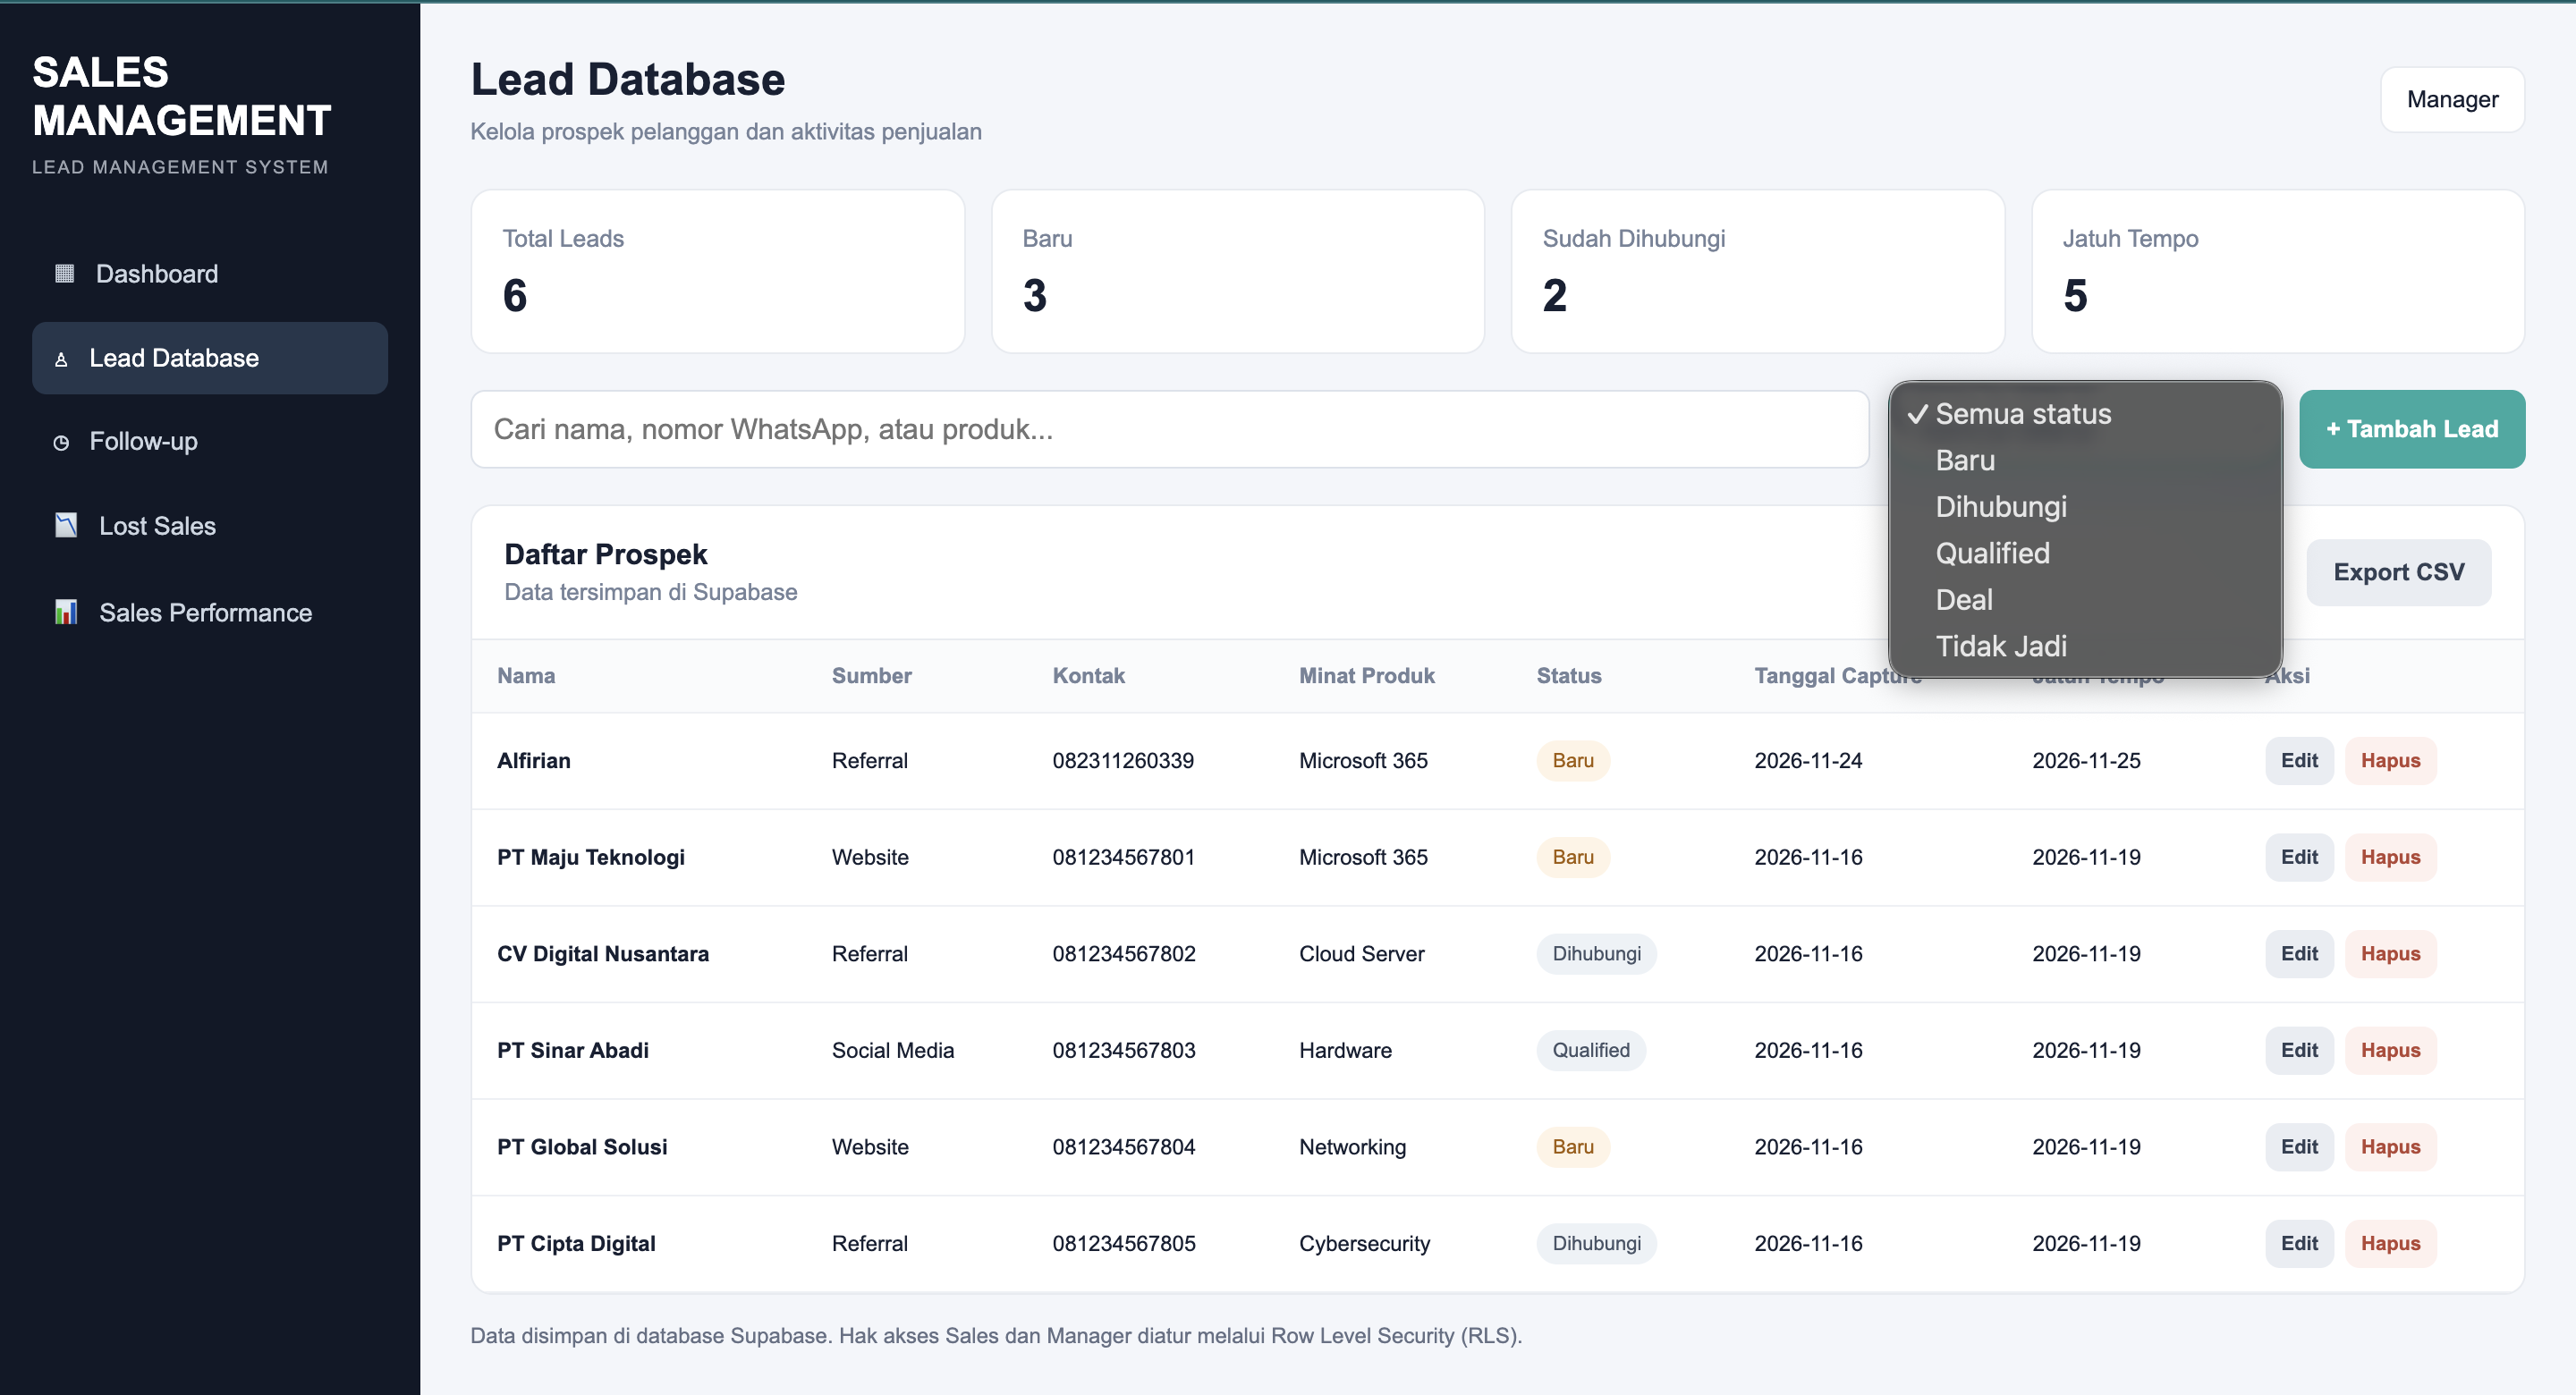 SALES
MANAGEMENT
LEAD MANAGEMENT SYSTEM
Dashboard
Lead Database
Follow-up
Lost Sales
Sales Performance
Lead Database
Kelola prospek pelanggan dan aktivitas penjualan
Manager
Total Leads
6
Baru
3
Sudah Dihubungi
2
Jatuh Tempo
5
Cari nama, nomor WhatsApp, atau produk...
✓ Semua status
Baru
Dihubungi
Qualified
Deal
Tidak Jadi
+ Tambah Lead
Daftar Prospek
Data tersimpan di Supabase
Export CSV
Nama Sumber Kontak Minat Produk Status Tanggal Capture Jatuh Tempo Aksi
Alfirian Referral 082311260339 Microsoft 365 Baru 2026-11-24 2026-11-25 Edit Hapus
PT Maju Teknologi Website 081234567801 Microsoft 365 Baru 2026-11-16 2026-11-19 Edit Hapus
CV Digital Nusantara Referral 081234567802 Cloud Server Dihubungi 2026-11-16 2026-11-19 Edit Hapus
PT Sinar Abadi Social Media 081234567803 Hardware Qualified 2026-11-16 2026-11-19 Edit Hapus
PT Global Solusi Website 081234567804 Networking Baru 2026-11-16 2026-11-19 Edit Hapus
PT Cipta Digital Referral 081234567805 Cybersecurity Dihubungi 2026-11-16 2026-11-19 Edit Hapus
Data disimpan di database Supabase. Hak akses Sales dan Manager diatur melalui Row Level Security (RLS).